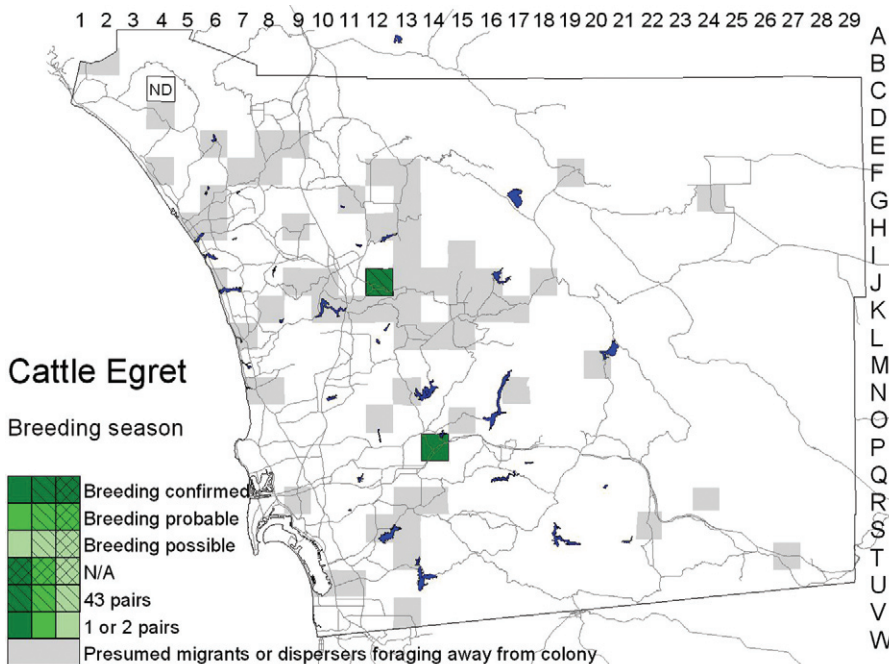 1 2 3 4 5 6 7 8 9 10 11 12 13 14 15 16 17 18 19 20 21 22 23 24 25 26 27 28 29
A
B
C
ND
D
E
F
G
H
I
J
K
L
M
N
O
P
Q
R
S
T
U
V
W
Cattle Egret
Breeding season
Breeding confirmed
Breeding probable
Breeding possible
N/A
43 pairs
1 or 2 pairs
Presumed migrants or dispersers foraging away from colony